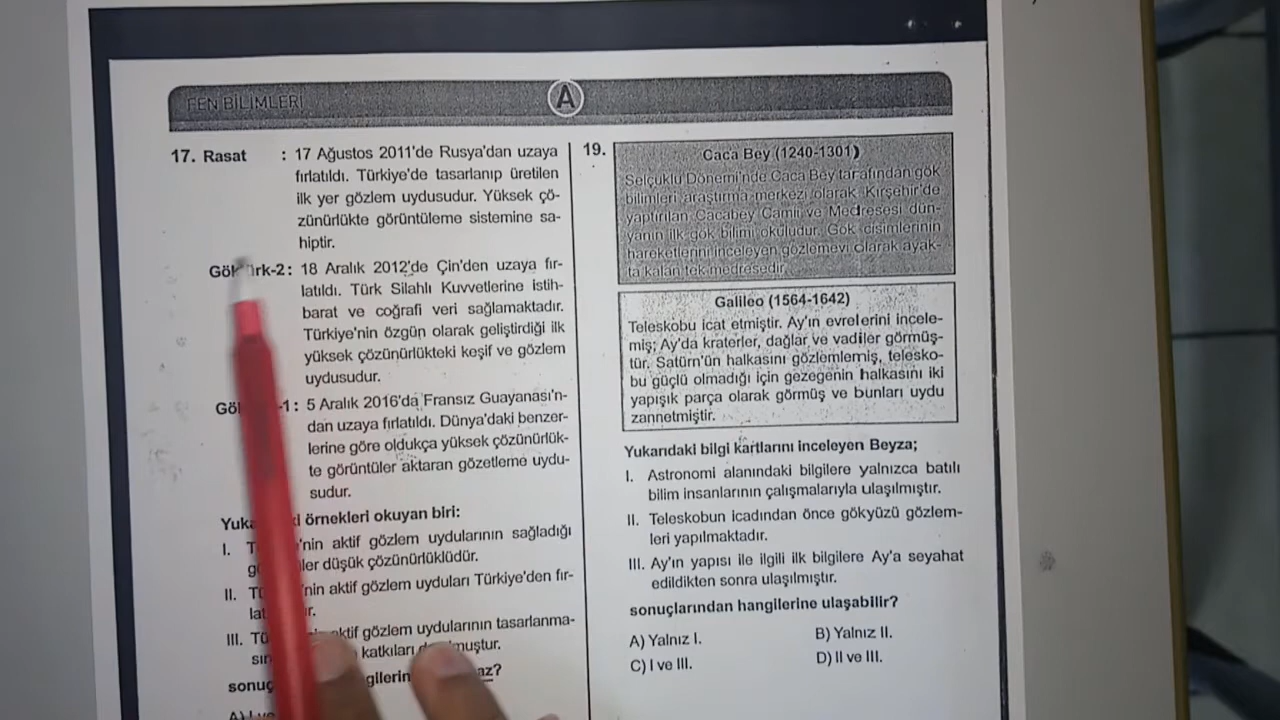 FEN BİLİMLERİ
A
17. Rasat : 17 Ağustos 2011'de Rusya'dan uzaya
fırlatıldı. Türkiye'de tasarlanıp üretilen
ilk yer gözlem uydusudur. Yüksek çö-
zünürlükte görüntüleme sistemine sa-
hiptir.
18 Aralık 2012'de Çin'den uzaya fır-
latıldı. Türk Silahlı Kuvvetlerine istih-
barat ve coğrafi veri sağlamaktadır.
Türkiye'nin özgün olarak geliştirdiği ilk
yüksek çözünürlükteki keşif ve gözlem
uydusudur.
5 Aralık 2016'da Fransız Guayanası'n-
dan uzaya fırlatıldı. Dünya'daki benzer-
lerine göre oldukça yüksek çözünürlük-
te görüntüler aktaran gözetleme uydu-
sudur.
örnekleri okuyan biri:
I. aktif gözlem uydularının sağladığı
düşük çözünürlüklüdür.
II. aktif gözlem uyduları Türkiye'den fır-
III. aktif gözlem uydularının tasarlanma-
katkıları
19.
Caca Bey (1240-1301)
Selçuklu Dönemi'nde Caca Bey tarafından gök
bilimleri araştırma merkezi olarak Kırşehir'de
yaptırılan Cacabey Camii ve Medresesi dün-
yanın ilk gök bilimi okuludur. Gök cisimlerinin
hareketlerini inceleyen gözlemevi olarak ayak-
ta kalan tek medresedir.
Galileo (1564-1642)
Teleskobu icat etmiştir. Ay'ın evrelerini incele-
miş; Ay'da kraterler, dağlar ve vadiler görmüş-
tür. Satürn'ün halkasını gözlemlemiş, telesko-
bu güçlü olmadığı için gezegenin halkasını iki
yapışık parça olarak görmüş ve bunları uydu
zannetmiştir.
Yukarıdaki bilgi kartlarını inceleyen Beyza;
I. Astronomi alanındaki bilgilere yalnızca batılı
bilim insanlarının çalışmalarıyla ulaşılmıştır.
II. Teleskobun icadından önce gökyüzü gözlem-
leri yapılmaktadır.
III. Ay'ın yapısı ile ilgili ilk bilgilere Ay'a seyahat
edildikten sonra ulaşılmıştır.
sonuçlarından hangilerine ulaşabilir?
A) Yalnız I. B) Yalnız II.
C) I ve III. D) II ve III.